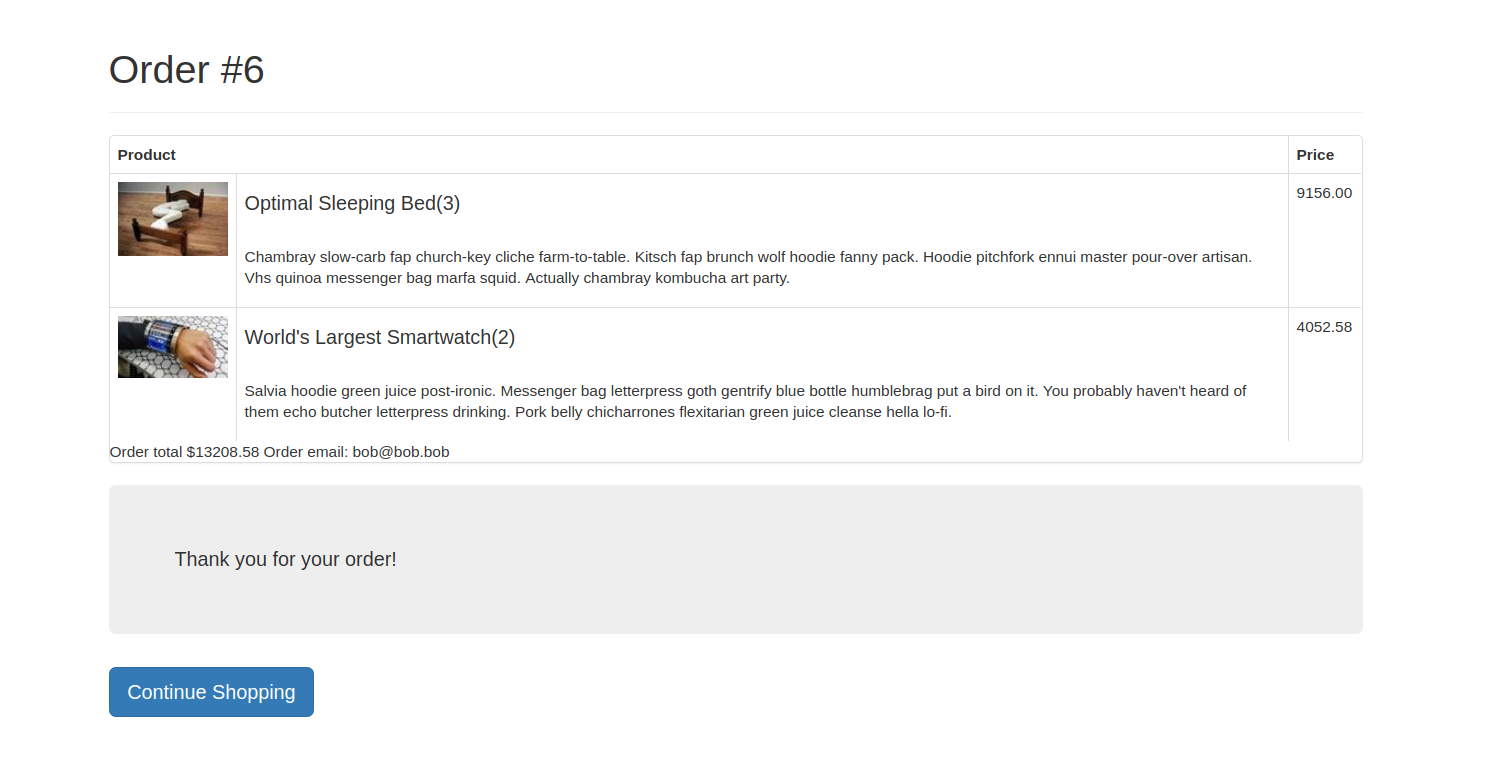 Order #6
Product Price
Optimal Sleeping Bed(3) 9156.00
Chambray slow-carb fap church-key cliche farm-to-table. Kitsch fap brunch wolf hoodie fanny pack. Hoodie pitchfork ennui master pour-over artisan.
Vhs quinoa messenger bag marfa squid. Actually chambray kombucha art party.
World's Largest Smartwatch(2) 4052.58
Salvia hoodie green juice post-ironic. Messenger bag letterpress goth gentrify blue bottle humblebrag put a bird on it. You probably haven't heard of
them echo butcher letterpress drinking. Pork belly chicharrones flexitarian green juice cleanse hella lo-fi.
Order total $13208.58 Order email: bob@bob.bob
Thank you for your order!
Continue Shopping